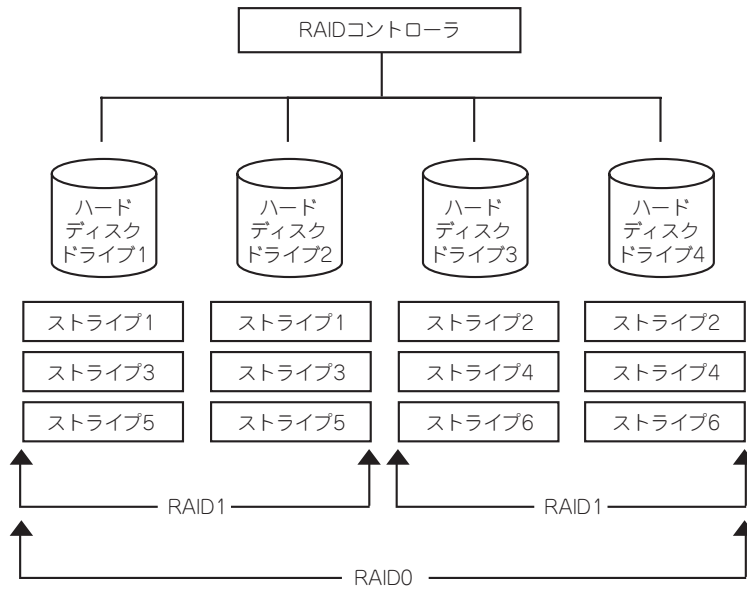 RAIDコントローラ
ハード
ディスク
ドライブ1
ハード
ディスク
ドライブ2
ハード
ディスク
ドライブ3
ハード
ディスク
ドライブ4
ストライプ1
ストライプ1
ストライプ2
ストライプ2
ストライプ3
ストライプ3
ストライプ4
ストライプ4
ストライプ5
ストライプ5
ストライプ6
ストライプ6
RAID1
RAID1
RAID0